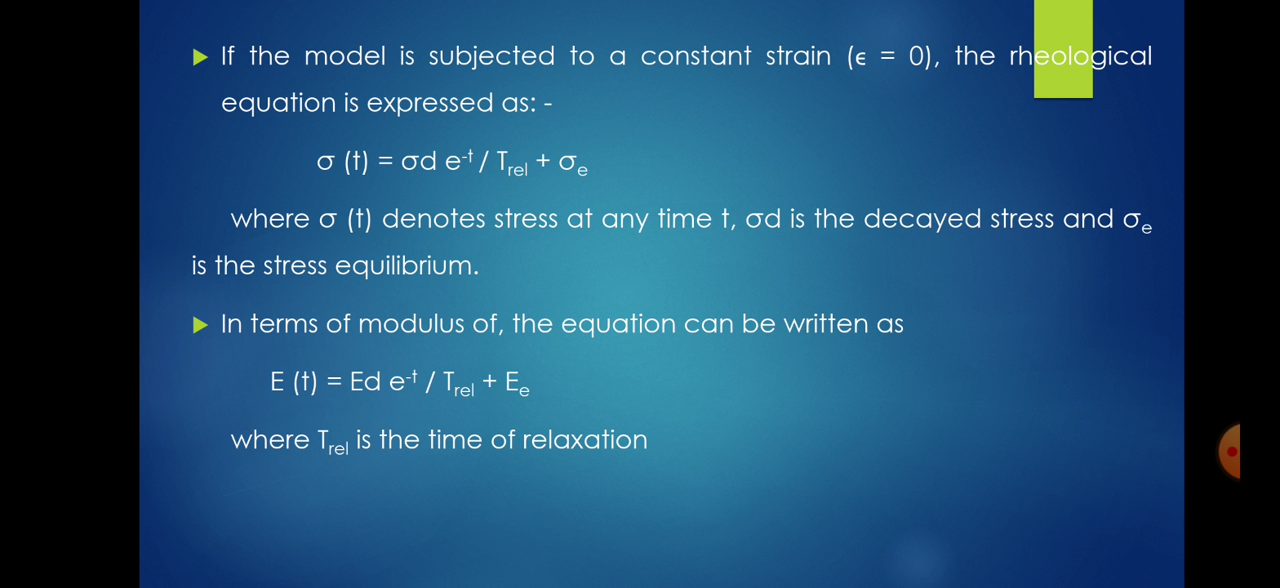 If the model is subjected to a constant strain (ϵ = 0), the rheological
equation is expressed as: -
σ (t) = σd e⁻ᵗ / Tᵣₑₗ + σₑ
where σ (t) denotes stress at any time t, σd is the decayed stress and σₑ
is the stress equilibrium.
In terms of modulus of, the equation can be written as
E (t) = Ed e⁻ᵗ / Tᵣₑₗ + Eₑ
where Tᵣₑₗ is the time of relaxation